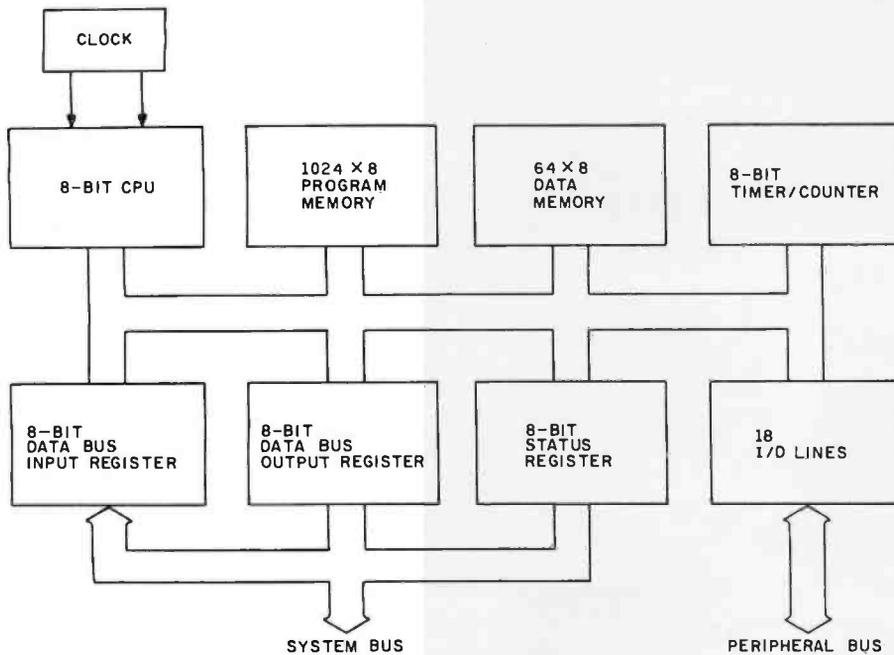 CLOCK
8-BIT CPU
1024 X 8
PROGRAM
MEMORY
64 X 8
DATA
MEMORY
8-BIT
TIMER/COUNTER
8-BIT
DATA BUS
INPUT REGISTER
8-BIT
DATA BUS
OUTPUT REGISTER
8-BIT
STATUS
REGISTER
18
I/O LINES
SYSTEM BUS
PERIPHERAL BUS